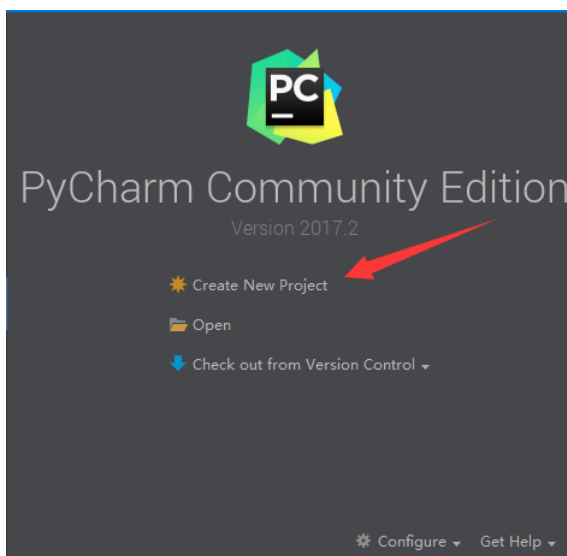 PC
PyCharm Community Edition
Version 2017.2
Create New Project
Open
Check out from Version Control
Configure Get Help